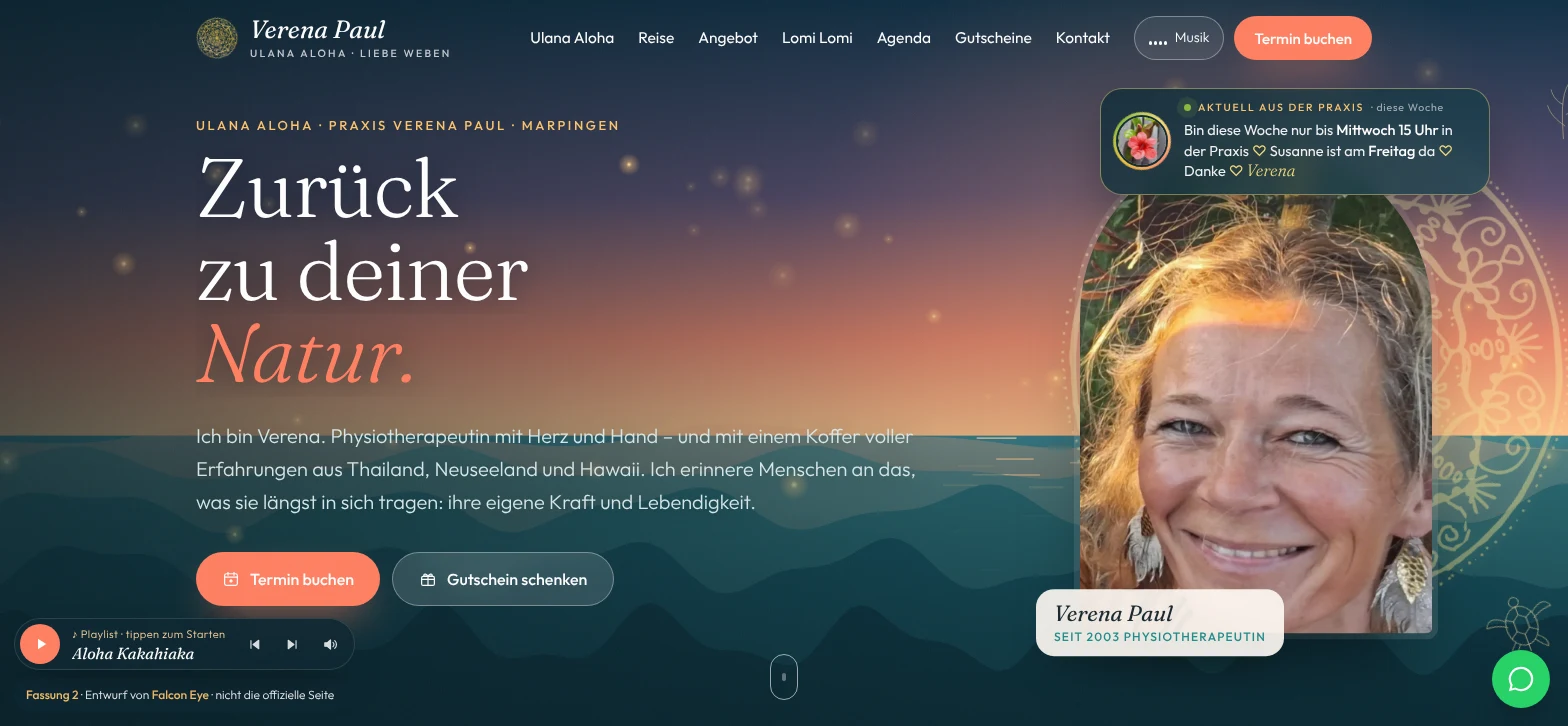 Verena Paul
ULANA ALOHA · LIEBE WEBEN
Ulana Aloha
Reise
Angebot
Lomi Lomi
Agenda
Gutscheine
Kontakt
Musik
Termin buchen
AKTUELL AUS DER PRAXIS · diese Woche
Bin diese Woche nur bis Mittwoch 15 Uhr in
der Praxis ♡ Susanne ist am Freitag da ♡
Danke ♡ Verena
ULANA ALOHA · PRAXIS VERENA PAUL · MARPINGEN
Zurück
zu deiner
Natur.
Ich bin Verena. Physiotherapeutin mit Herz und Hand – und mit einem Koffer voller
Erfahrungen aus Thailand, Neuseeland und Hawaii. Ich erinnere Menschen an das,
was sie längst in sich tragen: ihre eigene Kraft und Lebendigkeit.
Termin buchen
Gutschein schenken
Verena Paul
SEIT 2003 PHYSIOTHERAPEUTIN
♪ Playlist · tippen zum Starten
Aloha Kakahiaka
Fassung 2 · Entwurf von Falcon Eye · nicht die offizielle Seite